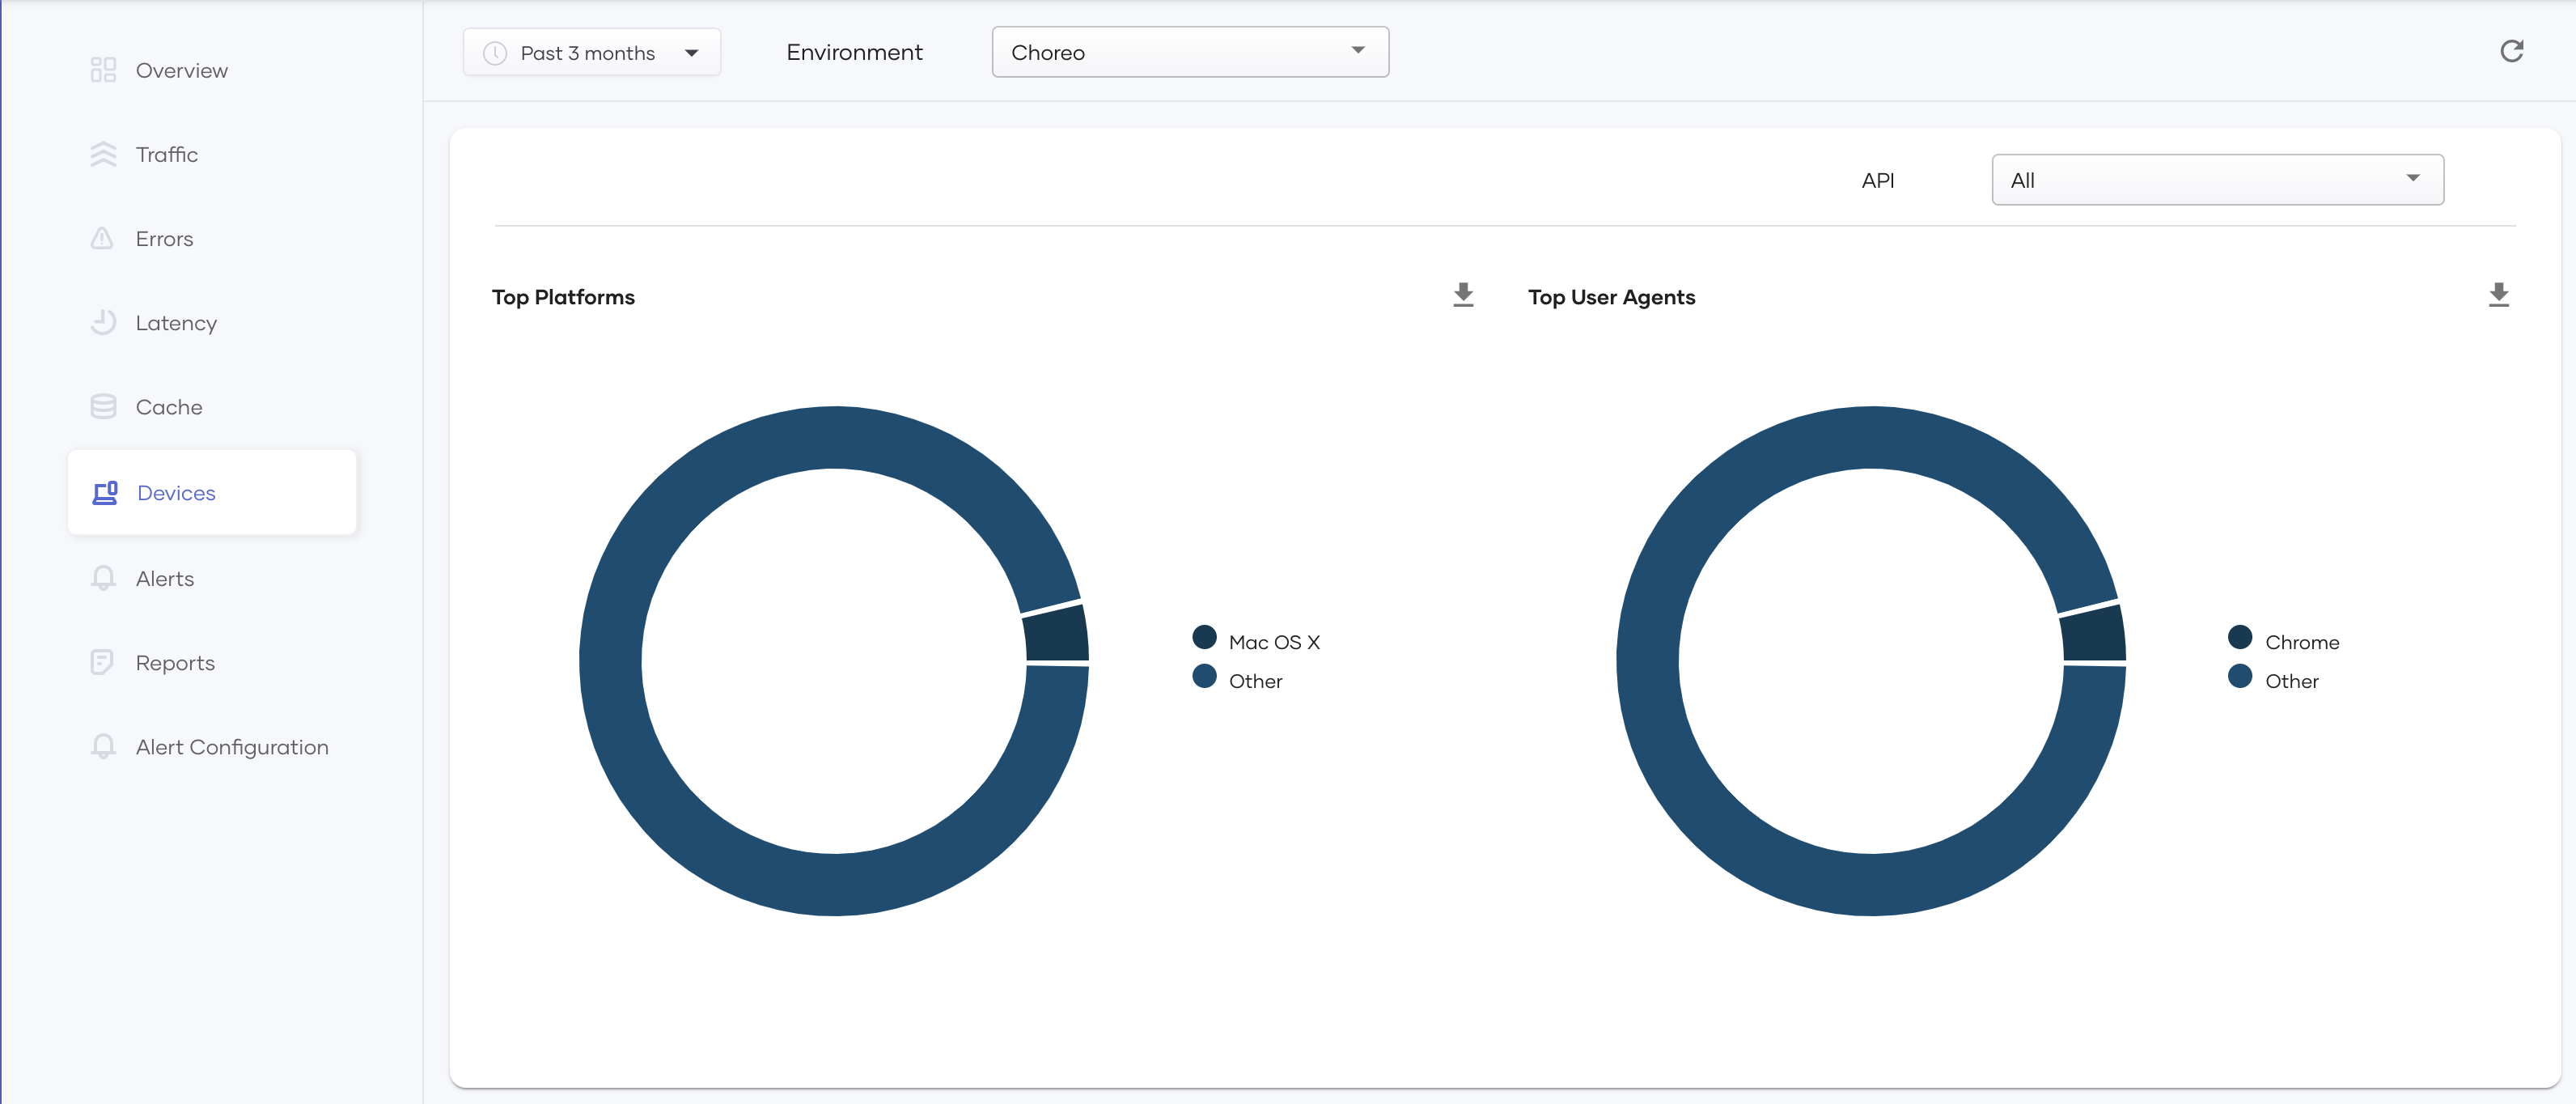 Overview
Traffic
Errors
Latency
Cache
Devices
Alerts
Reports
Alert Configuration
Past 3 months
Environment
Choreo
API
All
Top Platforms
Mac OS X
Other
Top User Agents
Chrome
Other